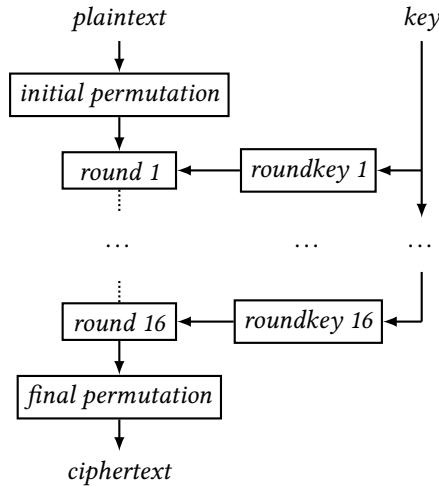 plaintext key
initial permutation
round 1 roundkey 1
... ... ...
round 16 roundkey 16
final permutation
ciphertext